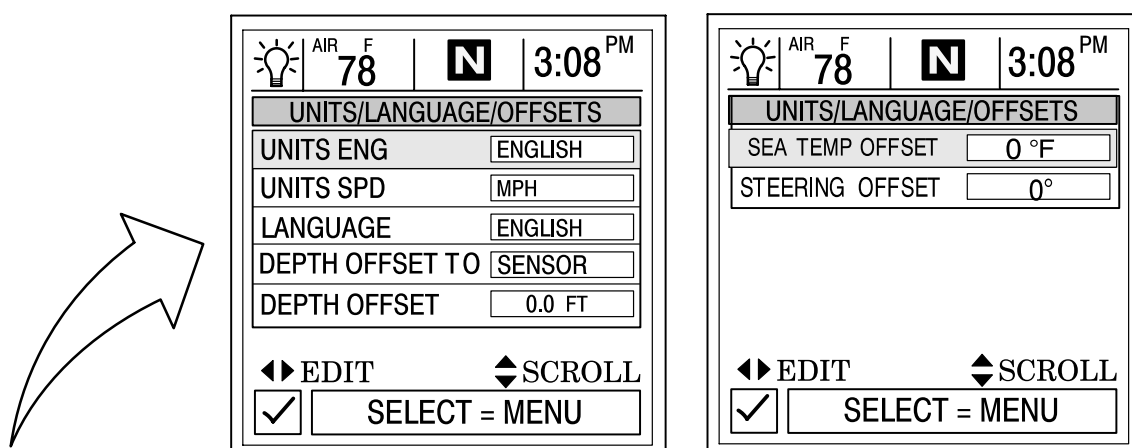 AIR F
78 N 3:08 PM
UNITS/LANGUAGE/OFFSETS
UNITS ENG ENGLISH
UNITS SPD MPH
LANGUAGE ENGLISH
DEPTH OFFSET TO SENSOR
DEPTH OFFSET 0.0 FT
EDIT SCROLL
SELECT = MENU
AIR F
78 N 3:08 PM
UNITS/LANGUAGE/OFFSETS
SEA TEMP OFFSET 0 °F
STEERING OFFSET 0°
EDIT SCROLL
SELECT = MENU